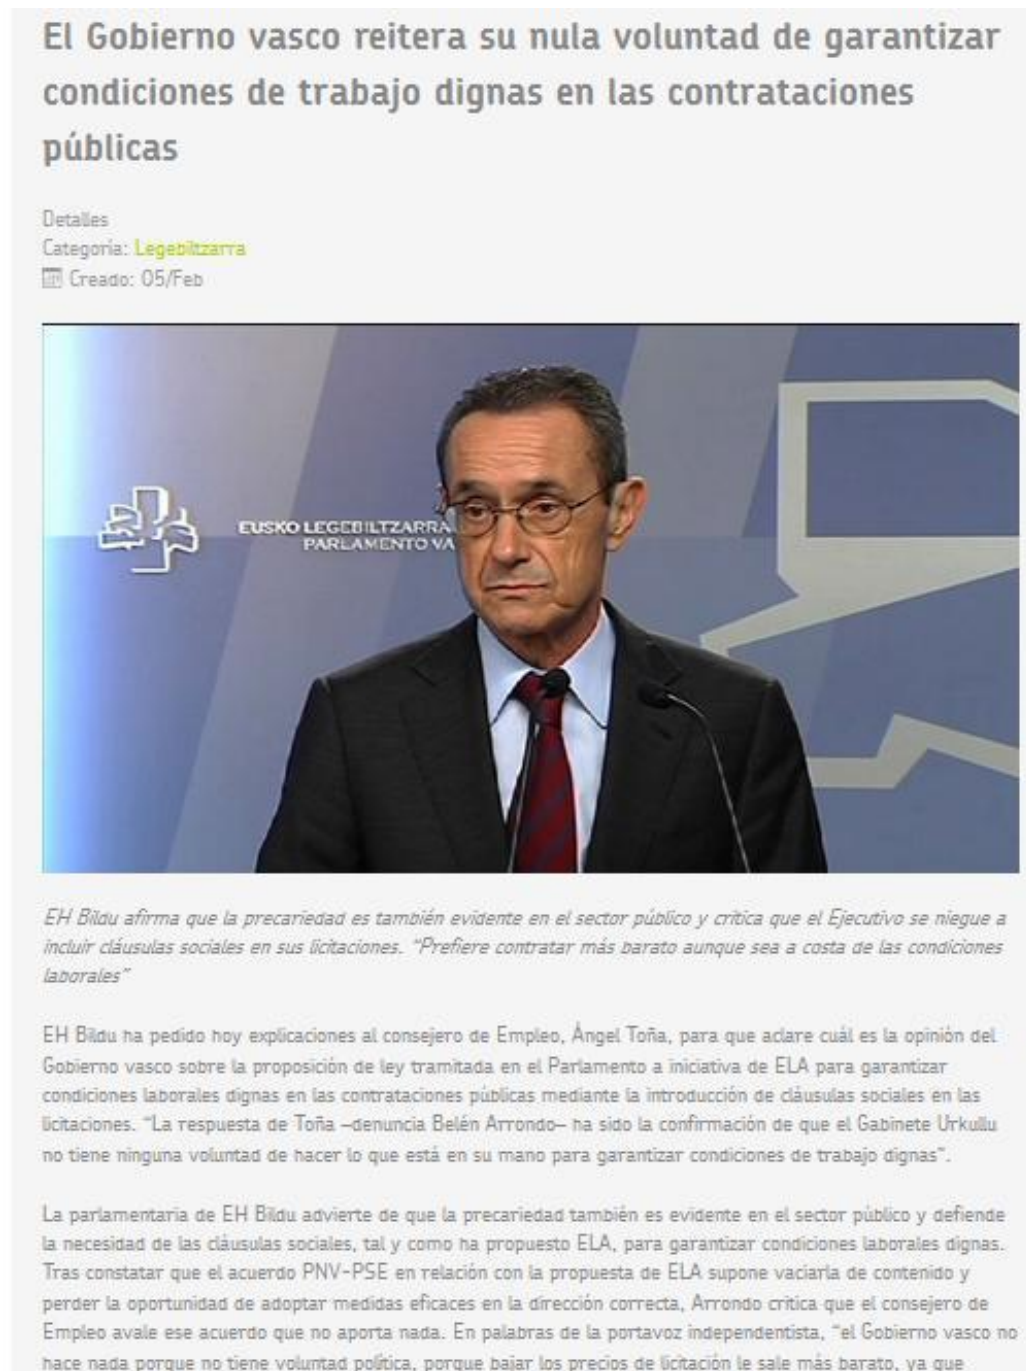 El Gobierno vasco reitera su nula voluntad de garantizar
condiciones de trabajo dignas en las contrataciones
públicas
Detalles
Categoría: Legebiltzarra
Creado: 05/Feb
EUSKO LEGEBILTZARRA
PARLAMENTO VA
EH Bildu afirma que la precariedad es también evidente en el sector público y critica que el Ejecutivo se niegue a
incluir cláusulas sociales en sus licitaciones. “Prefiere contratar más barato aunque sea a costa de las condiciones
laborales”
EH Bildu ha pedido hoy explicaciones al consejero de Empleo, Ángel Toña, para que aclare cuál es la opinión del
Gobierno vasco sobre la proposición de ley tramitada en el Parlamento a iniciativa de ELA para garantizar
condiciones laborales dignas en las contrataciones públicas mediante la introducción de cláusulas sociales en las
licitaciones. “La respuesta de Toña –denuncia Belén Arrondo– ha sido la confirmación de que el Gabinete Urkullu
no tiene ninguna voluntad de hacer lo que está en su mano para garantizar condiciones de trabajo dignas”.
La parlamentaria de EH Bildu advierte de que la precariedad también es evidente en el sector público y defiende
la necesidad de las cláusulas sociales, tal y como ha propuesto ELA, para garantizar condiciones laborales dignas.
Tras constatar que el acuerdo PNV-PSE en relación con la propuesta de ELA supone vaciarla de contenido y
perder la oportunidad de adoptar medidas eficaces en la dirección correcta, Arrondo critica que el consejero de
Empleo avale ese acuerdo que no aporta nada. En palabras de la portavoz independentista, “el Gobierno vasco no
hace nada porque no tiene voluntad política, porque bajar los precios de licitación le sale más barato, ya que